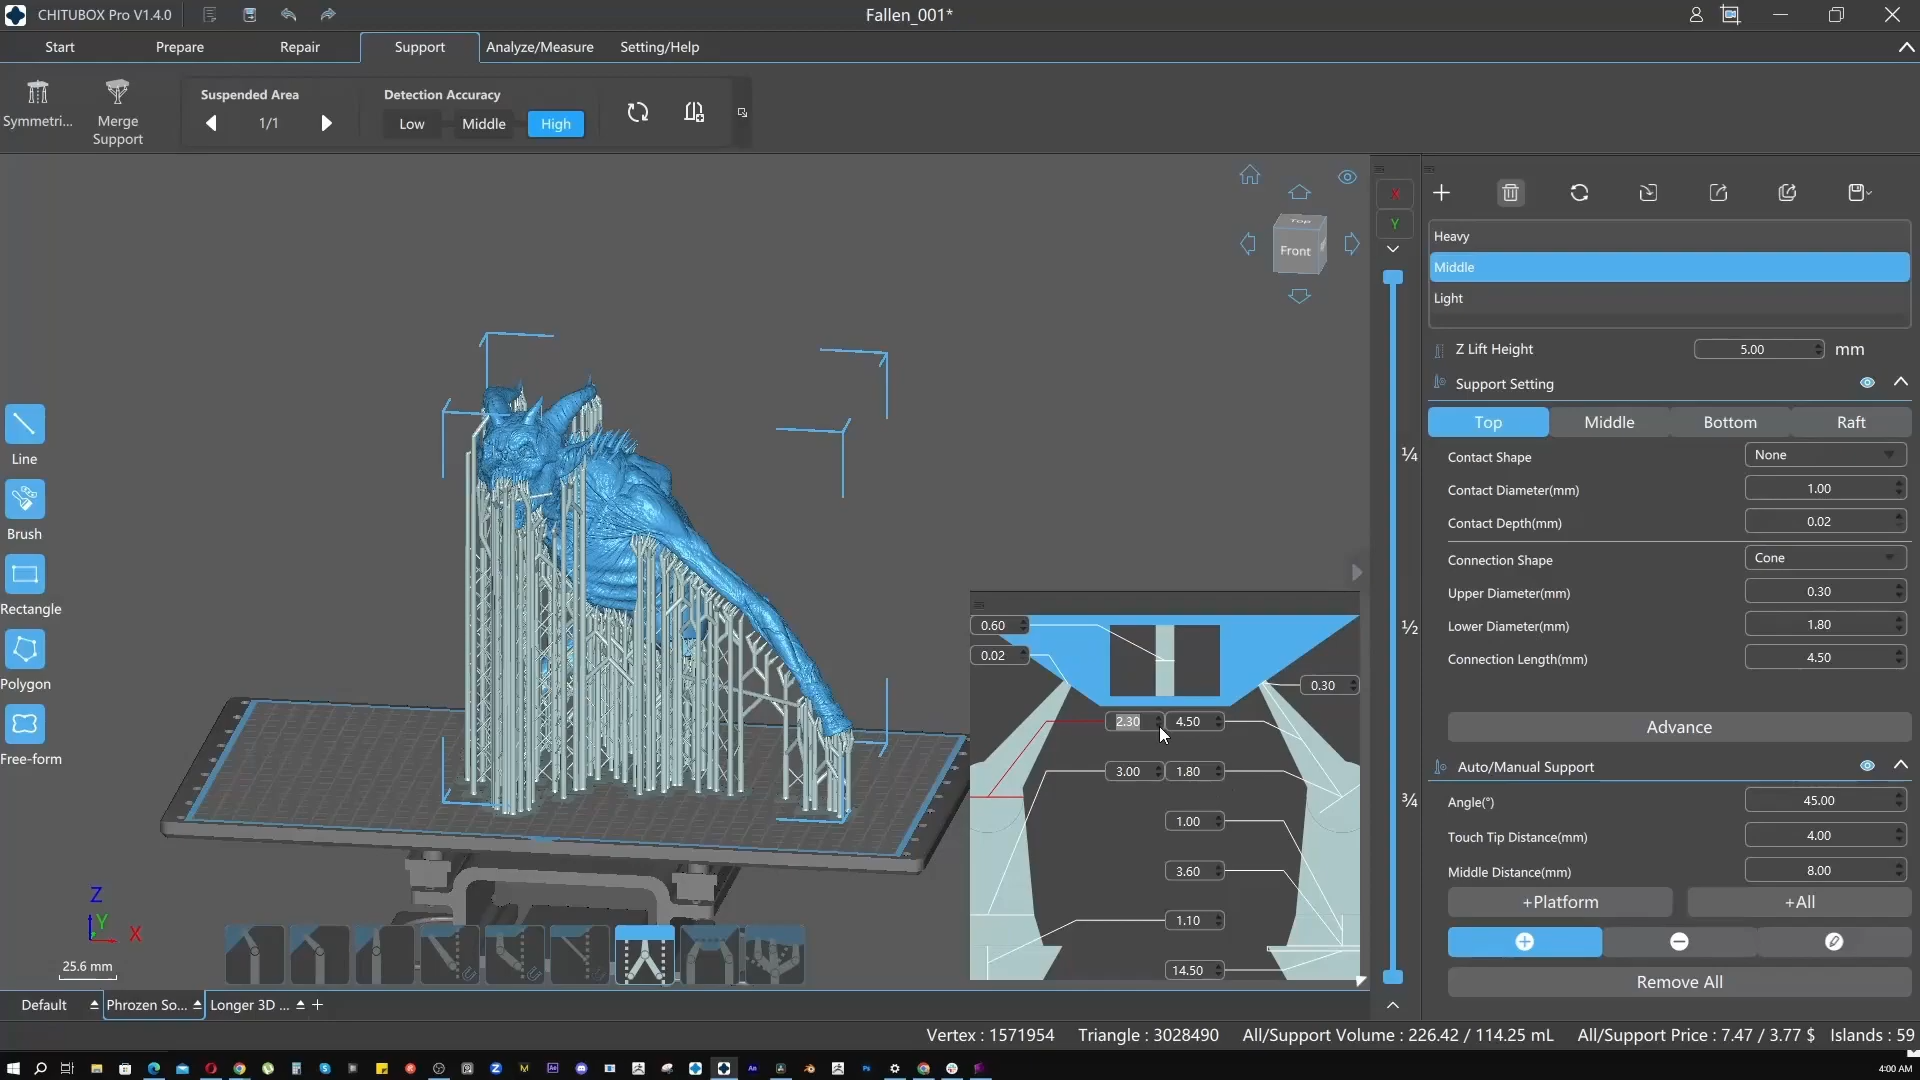 CHITUBOX Pro V1.4.0
Fallen_001*
Start
Prepare
Repair
Support
Analyze/Measure
Setting/Help
Symmetri...
Merge
Support
Suspended Area
1/1
Detection Accuracy
Low
Middle
High
Top
Front
X
Y
Heavy
Middle
Light
Z Lift Height
5.00
mm
Support Setting
Top
Middle
Bottom
Raft
Contact Shape
None
Contact Diameter(mm)
1.00
Contact Depth(mm)
0.02
Connection Shape
Cone
Upper Diameter(mm)
0.30
Lower Diameter(mm)
1.80
Connection Length(mm)
4.50
Advance
Auto/Manual Support
Angle(°)
45.00
Touch Tip Distance(mm)
4.00
Middle Distance(mm)
8.00
+Platform
+All
Remove All
¼
½
¾
Line
Brush
Rectangle
Polygon
Free-form
0.60
0.02
0.30
2.30
4.50
3.00
1.80
1.00
3.60
1.10
14.50
Z
Y
X
25.6 mm
Default
Phrozen So...
Longer 3D ...
Vertex : 1571954
Triangle : 3028490
All/Support Volume : 226.42 / 114.25 mL
All/Support Price : 7.47 / 3.77 $
Islands : 59
4:00 AM